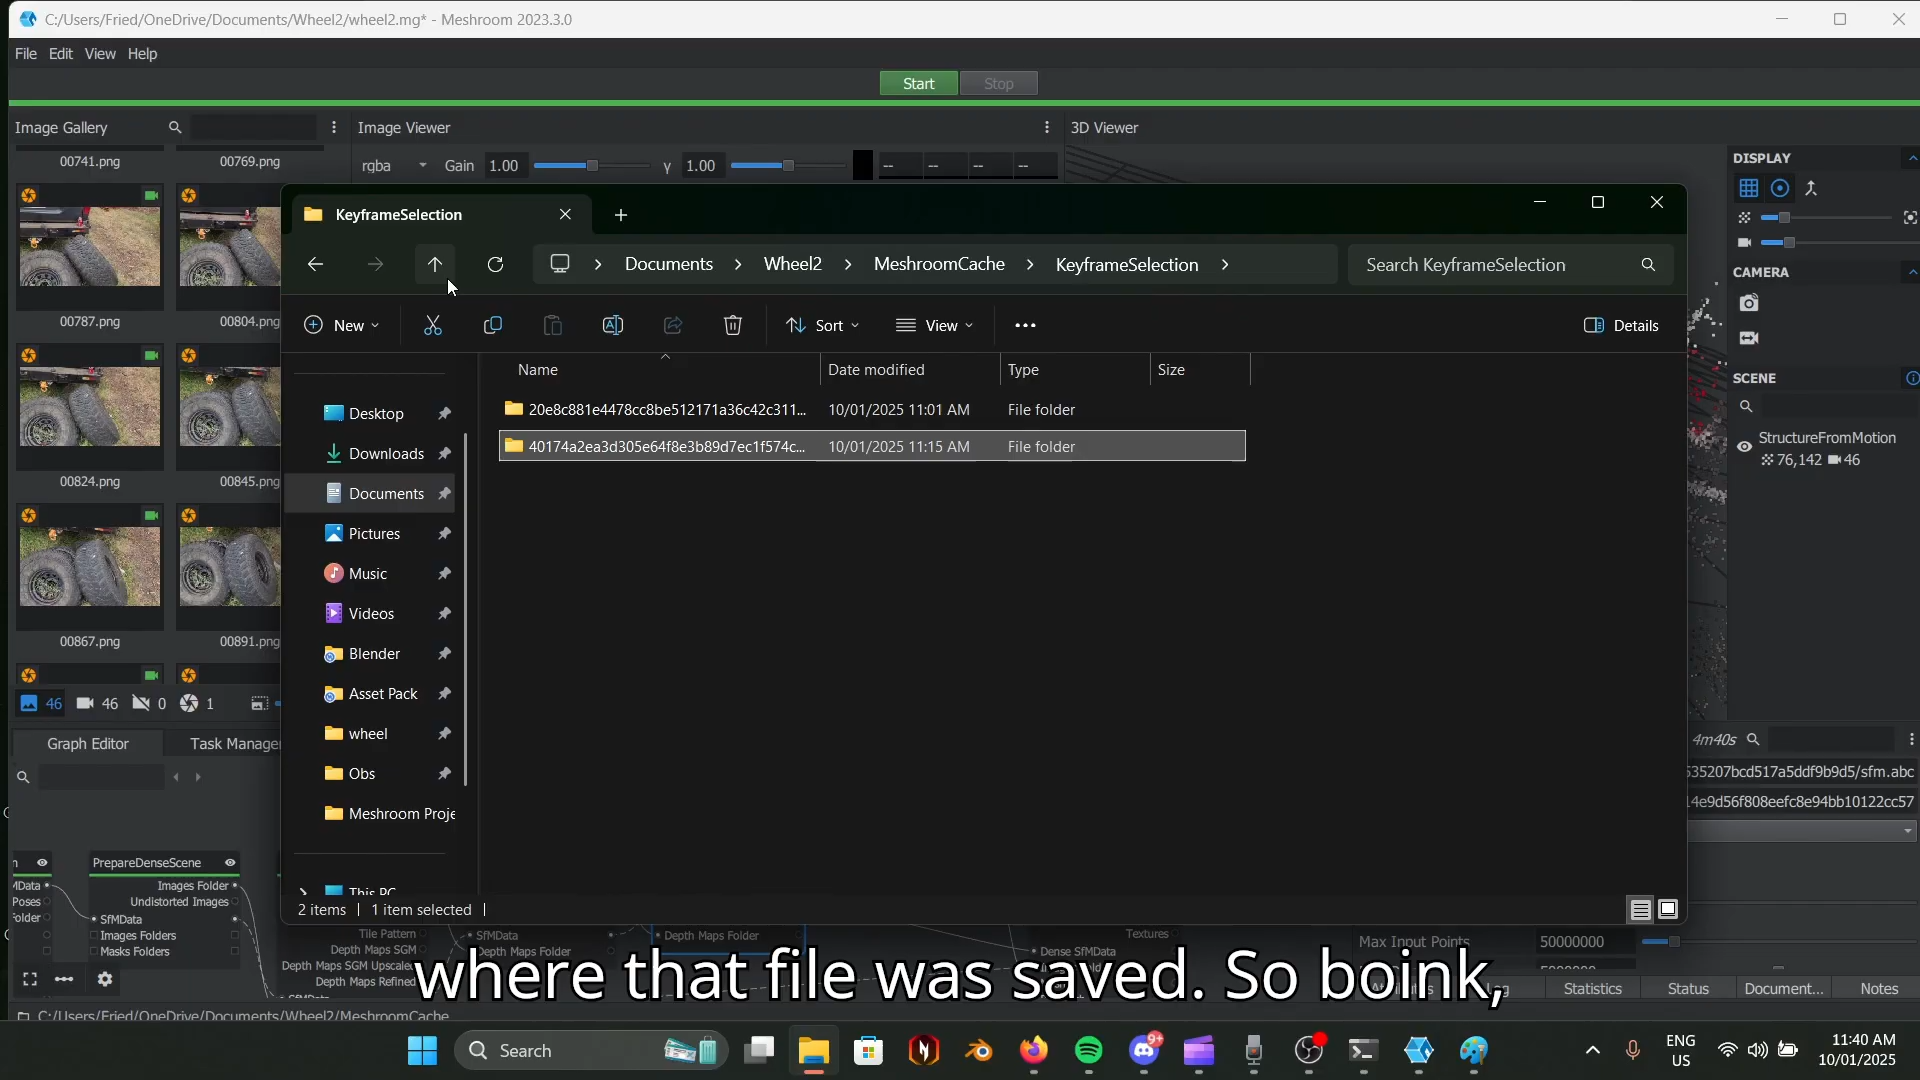 C:/Users/Fried/OneDrive/Documents/Wheel2/wheel2.mg* - Meshroom 2023.3.0
File Edit View Help
Start Stop
Image Gallery
Image Viewer
3D Viewer
00741.png 00769.png
rgba Gain 1.00 γ 1.00 -- -- -- --
DISPLAY
CAMERA
SCENE
StructureFromMotion
76,142 46
00787.png 00804.png
00824.png 00845.png
00867.png 00891.png
46 46 0 1
KeyframeSelection
Documents > Wheel2 > MeshroomCache > KeyframeSelection >
Search KeyframeSelection
New Sort View ... Details
Name Date modified Type Size
20e8c881e4478cc8be512171a36c42c311... 10/01/2025 11:01 AM File folder
40174a2ea3d305e64f8e3b89d7ec1f574c... 10/01/2025 11:15 AM File folder
Desktop
Downloads
Documents
Pictures
Music
Videos
Blender
Asset Pack
wheel
Obs
Meshroom Proje
This PC
2 items 1 item selected
Graph Editor Task Manager
4m40s
535207bcd517a5ddf9b9d5/sfm.abc
14e9d56f808eefc8e94bb10122cc57
PrepareDenseScene
Images Folder
Undistorted Images
SfMData
Images Folders
Masks Folders
Tile Pattern
Depth Maps SGM
Depth Maps SGM Upscaled
Depth Maps Refined
SfMData
Depth Maps Folder
Depth Maps Folder
Textures
Dense SfMData
Max Input Points 50000000
Statistics Status Document... Notes
where that file was saved. So boink,
C:/Users/Fried/OneDrive/Documents/Wheel2/MeshroomCache
Search
9+
ENG
US
11:40 AM
10/01/2025